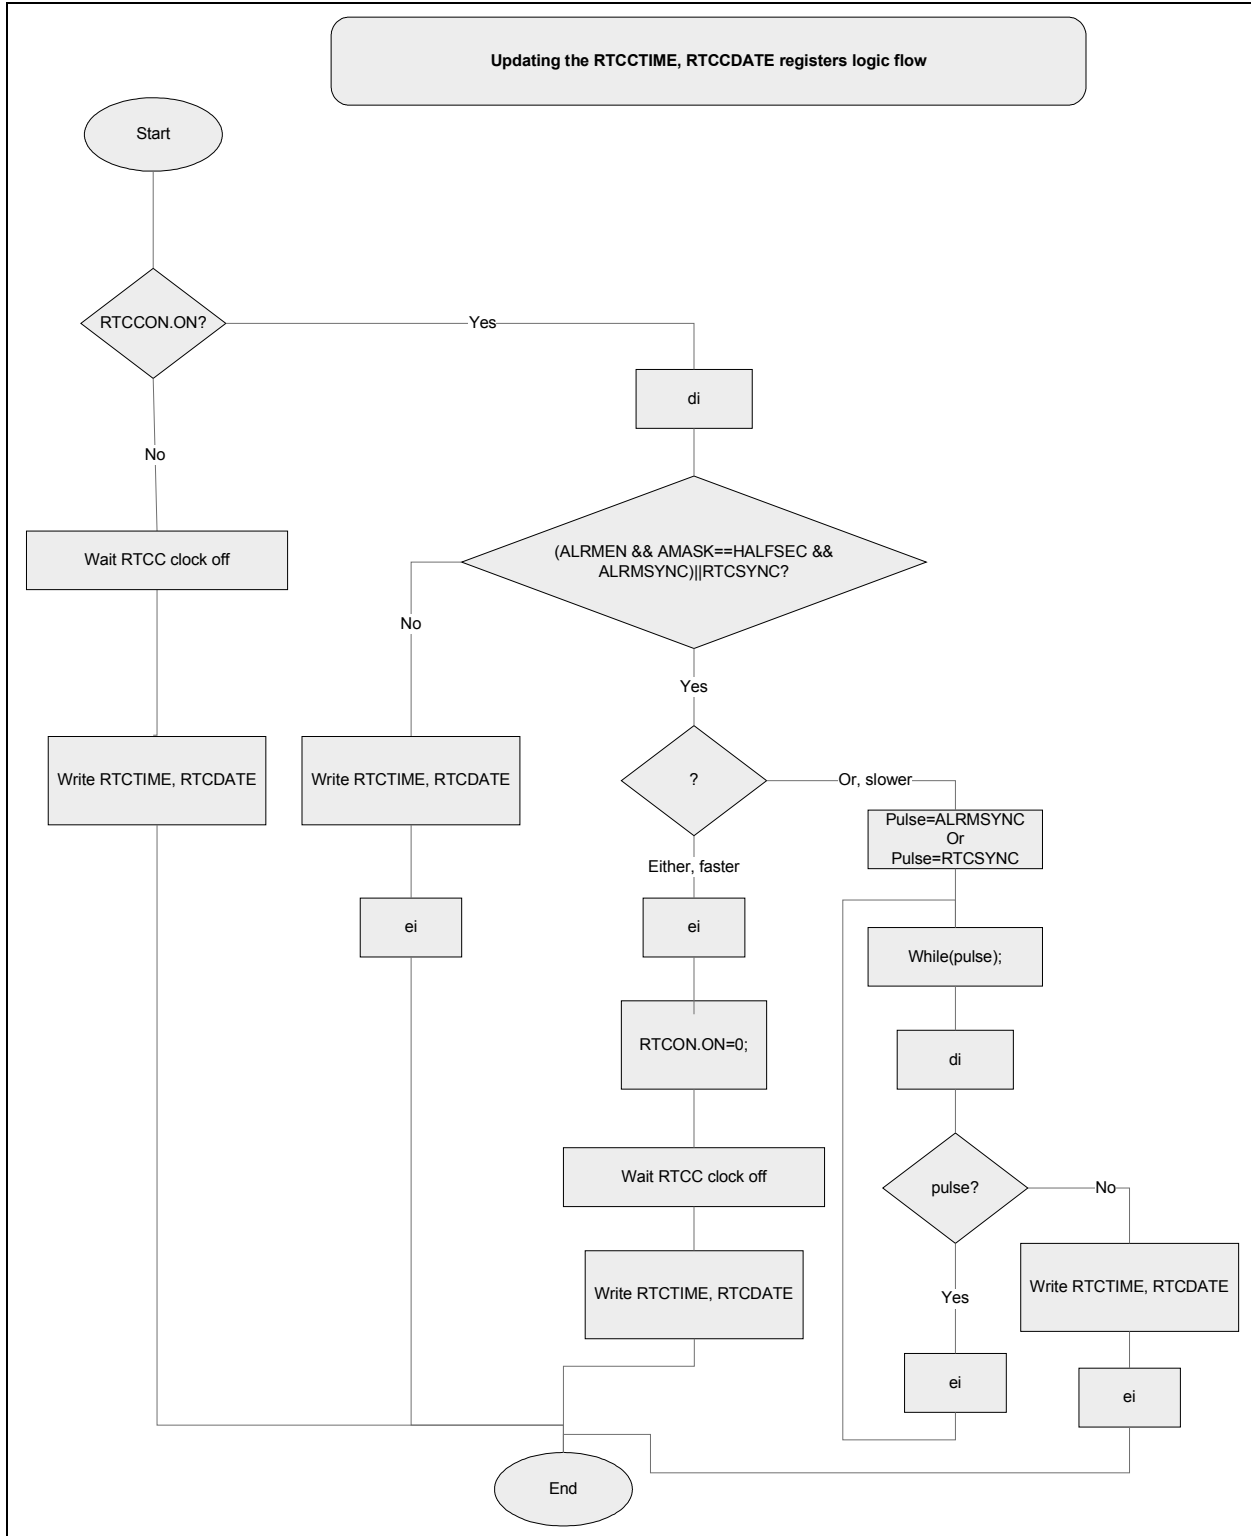 Updating the RTCCTIME, RTCCDATE registers logic flow
Start
RTCCON.ON?
Yes
di
No
Wait RTCC clock off
(ALRMEN && AMASK==HALFSEC &&
ALRMSYNC)||RTCSYNC?
No
Yes
Write RTCTIME, RTCDATE
Write RTCTIME, RTCDATE
?
Or, slower
Pulse=ALRMSYNC
Or
Pulse=RTCSYNC
Either, faster
ei
ei
While(pulse);
RTCON.ON=0;
di
Wait RTCC clock off
pulse?
No
Write RTCTIME, RTCDATE
Yes
Write RTCTIME, RTCDATE
ei
ei
End